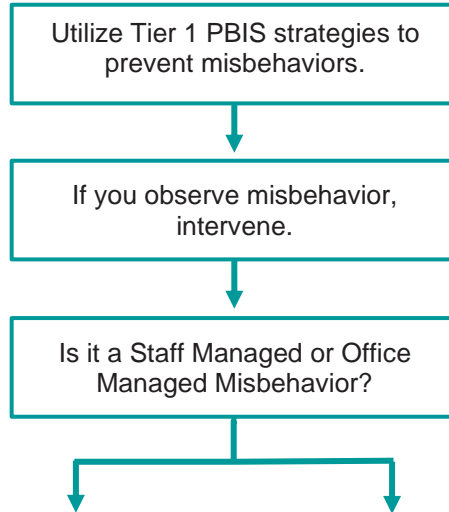 Utilize Tier 1 PBIS strategies to
prevent misbehaviors.
If you observe misbehavior,
intervene.
Is it a Staff Managed or Office
Managed Misbehavior?